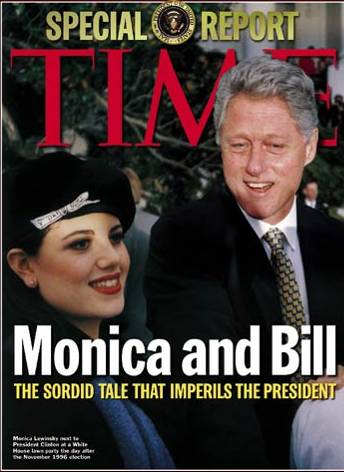 SPECIAL REPORT
TIME
Monica and Bill
THE SORDID TALE THAT IMPERILS THE PRESIDENT
Monica Lewinsky next to
President Clinton at a White
House lawn party the day after
the November 1996 election